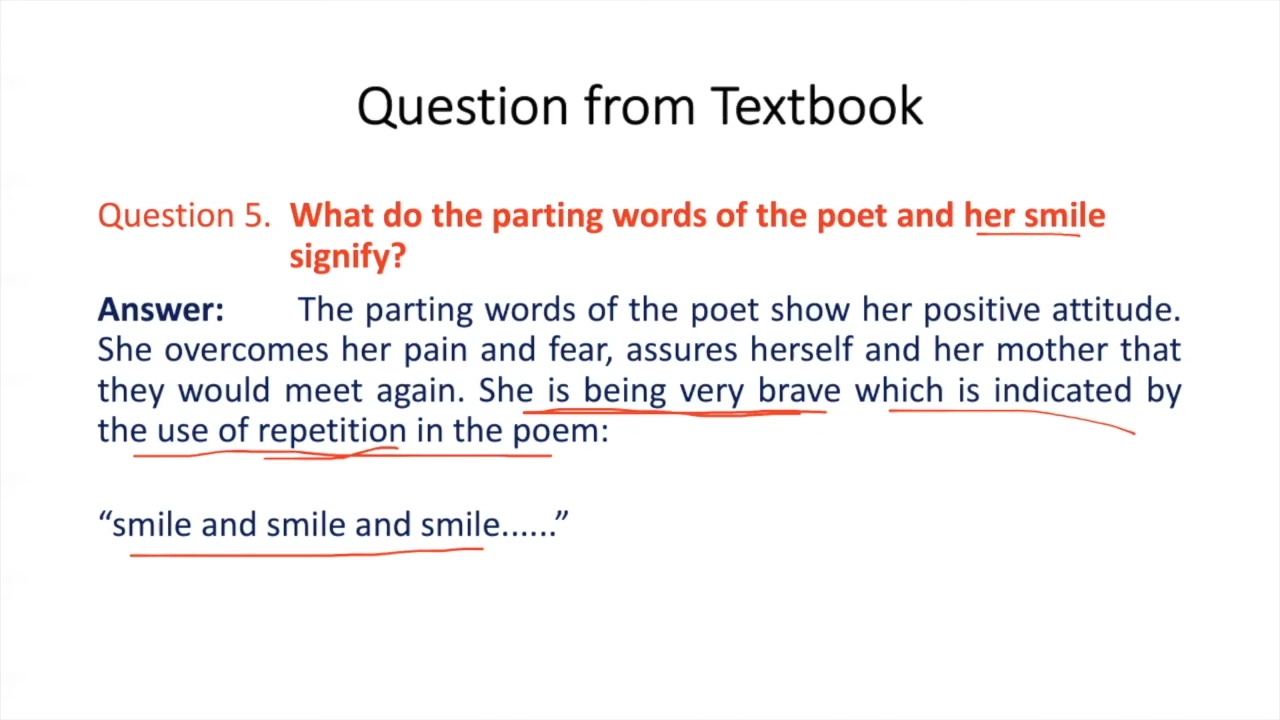 Question from Textbook
Question 5. What do the parting words of the poet and her smile
signify?
Answer: The parting words of the poet show her positive attitude.
She overcomes her pain and fear, assures herself and her mother that
they would meet again. She is being very brave which is indicated by
the use of repetition in the poem:
“smile and smile and smile......”